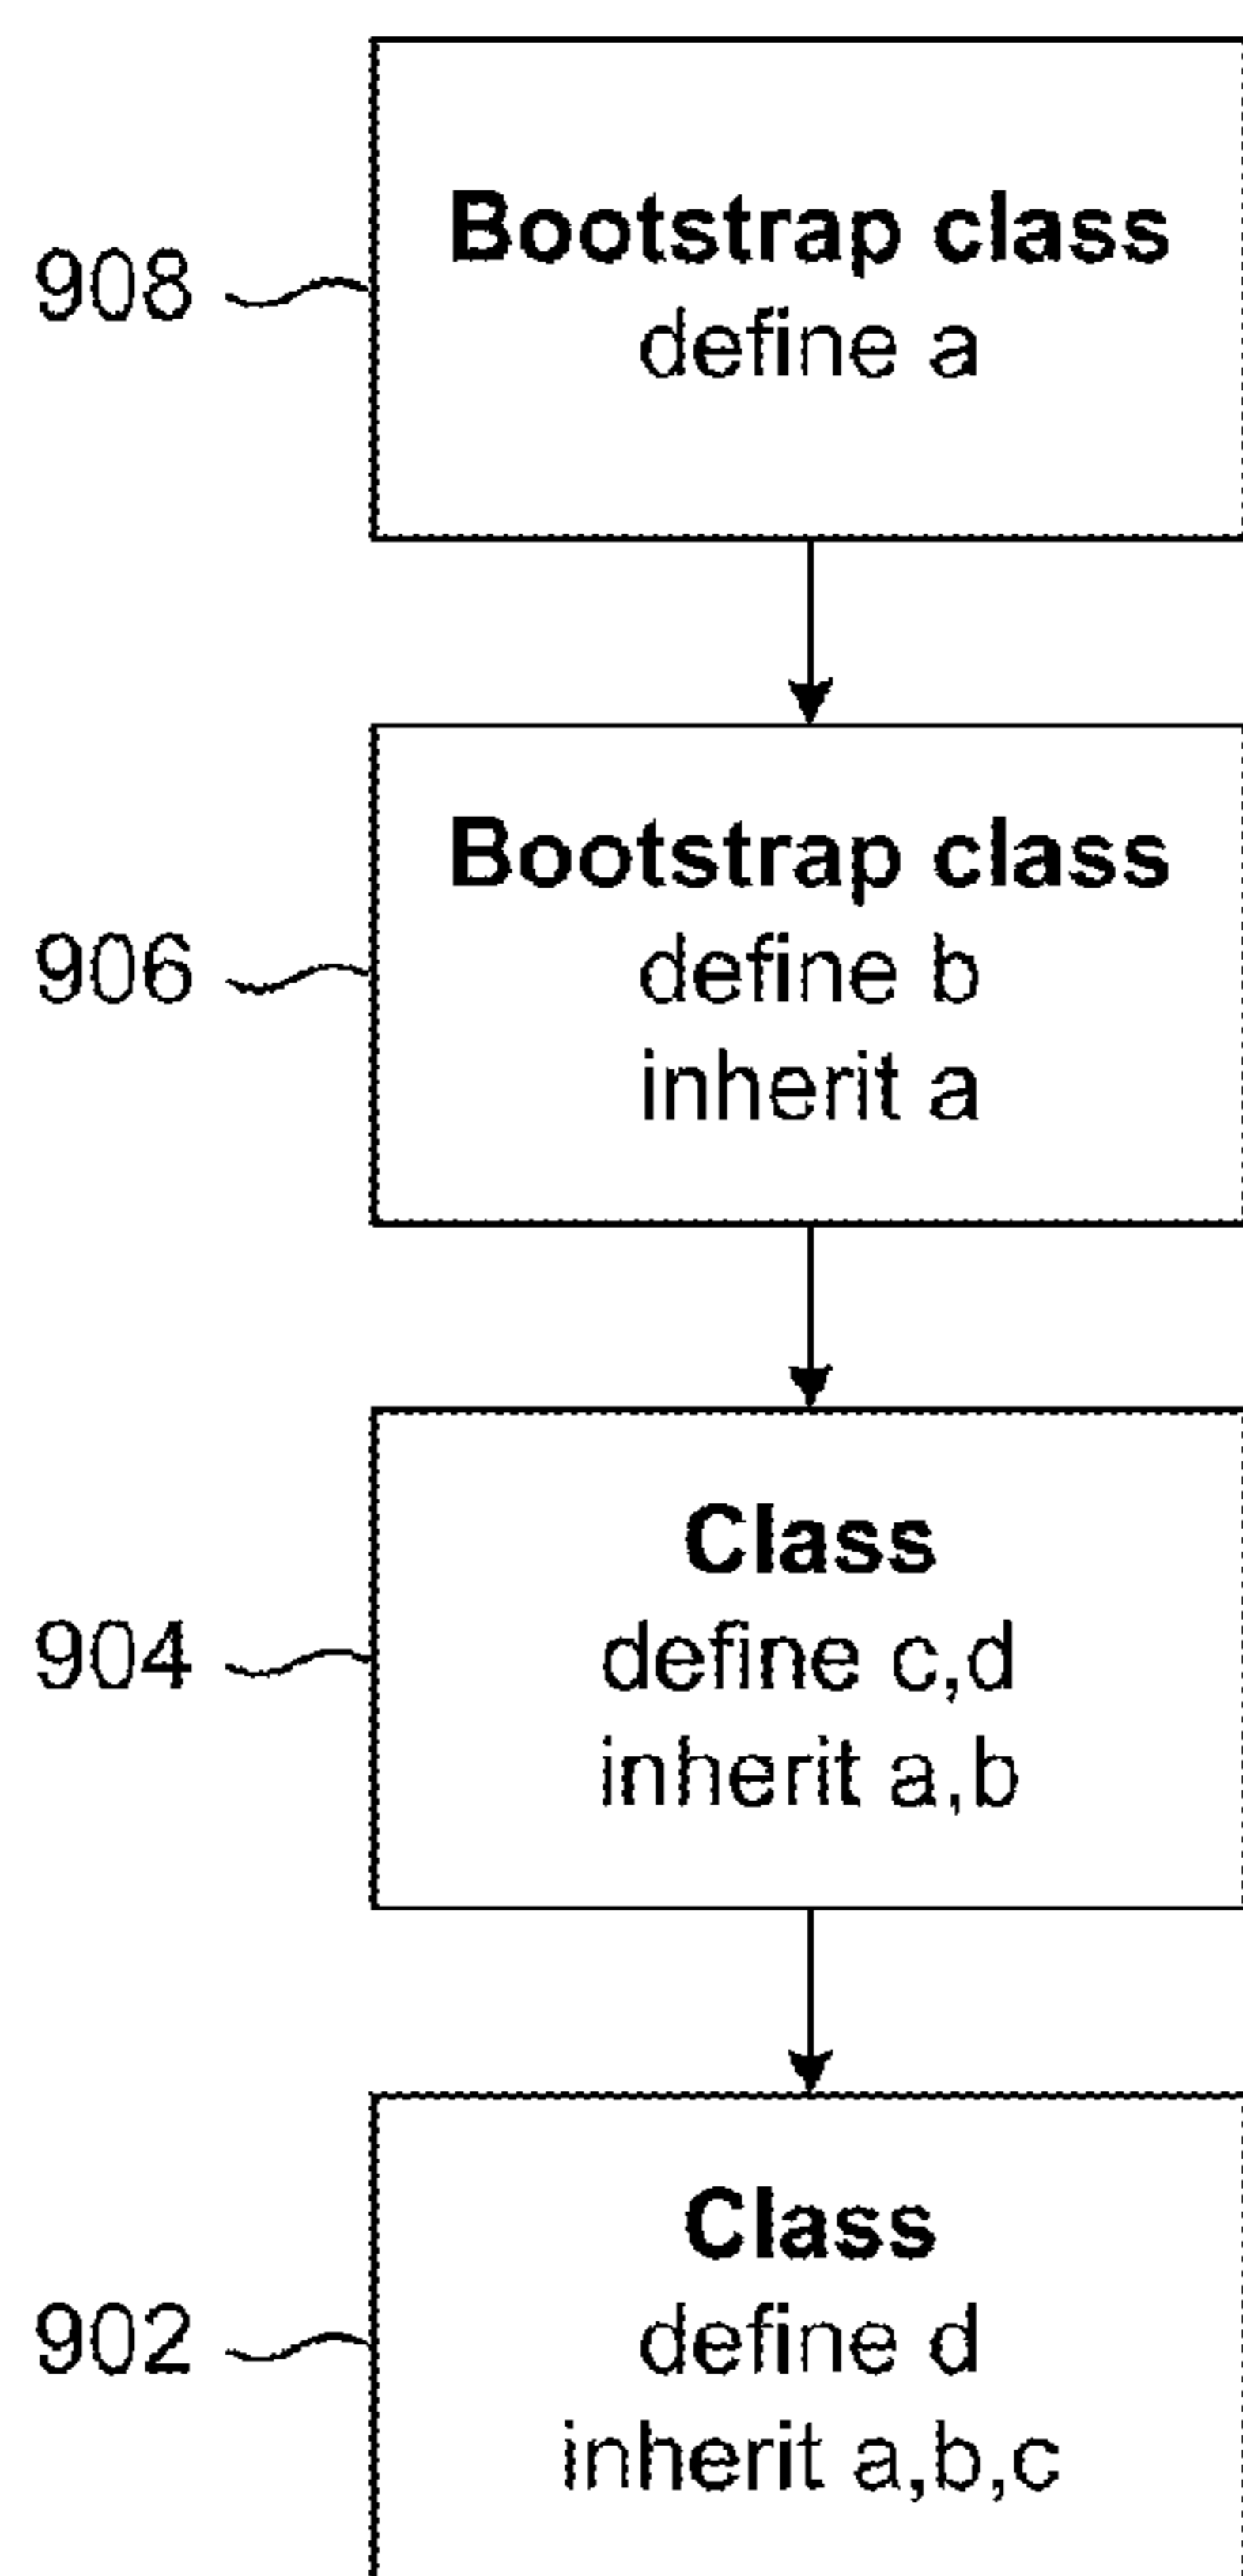 Bootstrap class
908
define a
Bootstrap class
906
define b
inherit a
Class
904
define c,d
inherit a,b
Class
902
define d
inherit a,b,c